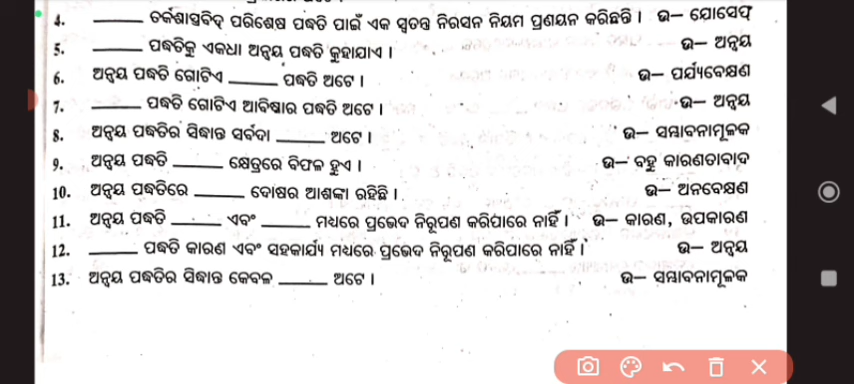 4. ______ ତର୍କଶାସ୍ତ୍ରବିତ୍ ପରିଶେଷ ପଦ୍ଧତି ପାଇଁ ଏକ ସ୍ୱତନ୍ତ୍ର ନିରସନ ନିୟମ ପ୍ରଣୟନ କରିଛନ୍ତି । ଉ— ଯୋସେଫ୍
5. ______ ପଦ୍ଧତିକୁ ଏକଧା ଅନ୍ୱୟ ପଦ୍ଧତି କୁହାଯାଏ । ଉ— ଅନ୍ୱୟ
6. ଅନ୍ୱୟ ପଦ୍ଧତି ଗୋଟିଏ ______ ପଦ୍ଧତି ଅଟେ । ଉ— ପର୍ଯ୍ୟବେକ୍ଷଣ
7. ______ ପଦ୍ଧତି ଗୋଟିଏ ଆବିଷ୍କାର ପଦ୍ଧତି ଅଟେ । ଉ— ଅନ୍ୱୟ
8. ଅନ୍ୱୟ ପଦ୍ଧତିର ସିଦ୍ଧାନ୍ତ ସର୍ବଦା ______ ଅଟେ । ଉ— ସମ୍ଭାବନାମୂଳକ
9. ଅନ୍ୱୟ ପଦ୍ଧତି ______ କ୍ଷେତ୍ରରେ ବିଫଳ ହୁଏ । ଉ— ବହୁ କାରଣତାବାଦ
10. ଅନ୍ୱୟ ପଦ୍ଧତିରେ ______ ଦୋଷର ଆଶଙ୍କା ରହିଛି । ଉ— ଅନବେକ୍ଷଣ
11. ଅନ୍ୱୟ ପଦ୍ଧତି ______ ଏବଂ ______ ମଧ୍ୟରେ ପ୍ରଭେଦ ନିରୂପଣ କରିପାରେ ନାହିଁ । ଉ— କାରଣ, ଉପକାରଣ
12. ______ ପଦ୍ଧତି କାରଣ ଏବଂ ସହକାର୍ଯ୍ୟ ମଧ୍ୟରେ ପ୍ରଭେଦ ନିରୂପଣ କରିପାରେ ନାହିଁ । ଉ— ଅନ୍ୱୟ
13. ଅନ୍ୱୟ ପଦ୍ଧତିର ସିଦ୍ଧାନ୍ତ କେବଳ ______ ଅଟେ । ଉ— ସମ୍ଭାବନାମୂଳକ